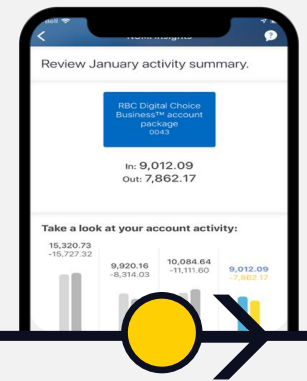 Review January activity summary.
RBC Digital Choice
Business™ account
package
0043
In: 9,012.09
Out: 7,862.17
Take a look at your account activity:
15,320.73
-15,727.32
9,920.16
-8,314.03
10,084.64
-11,111.60
9,012.09
-7,862.17